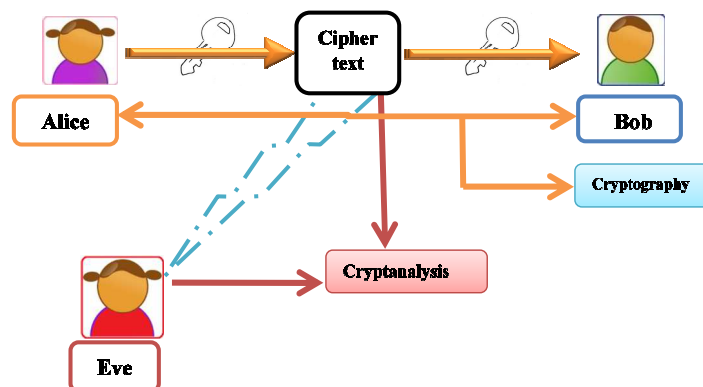 Cipher
text
Alice
Bob
Cryptography
Cryptanalysis
Eve